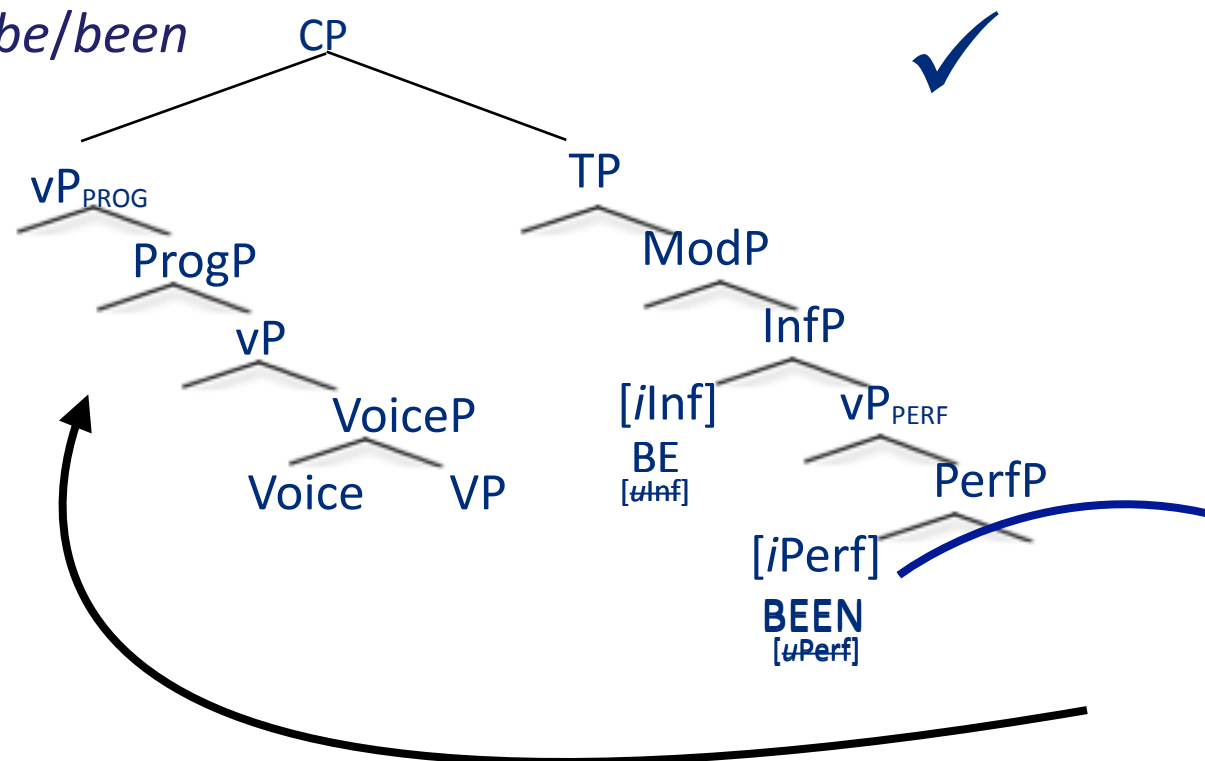 be/been
CP
vP PROG
TP
ProgP
ModP
vP
InfP
VoiceP
[iInf]
vP PERF
Voice
VP
BE
[uInf]
PerfP
[iPerf]
BEEN
[uPerf]